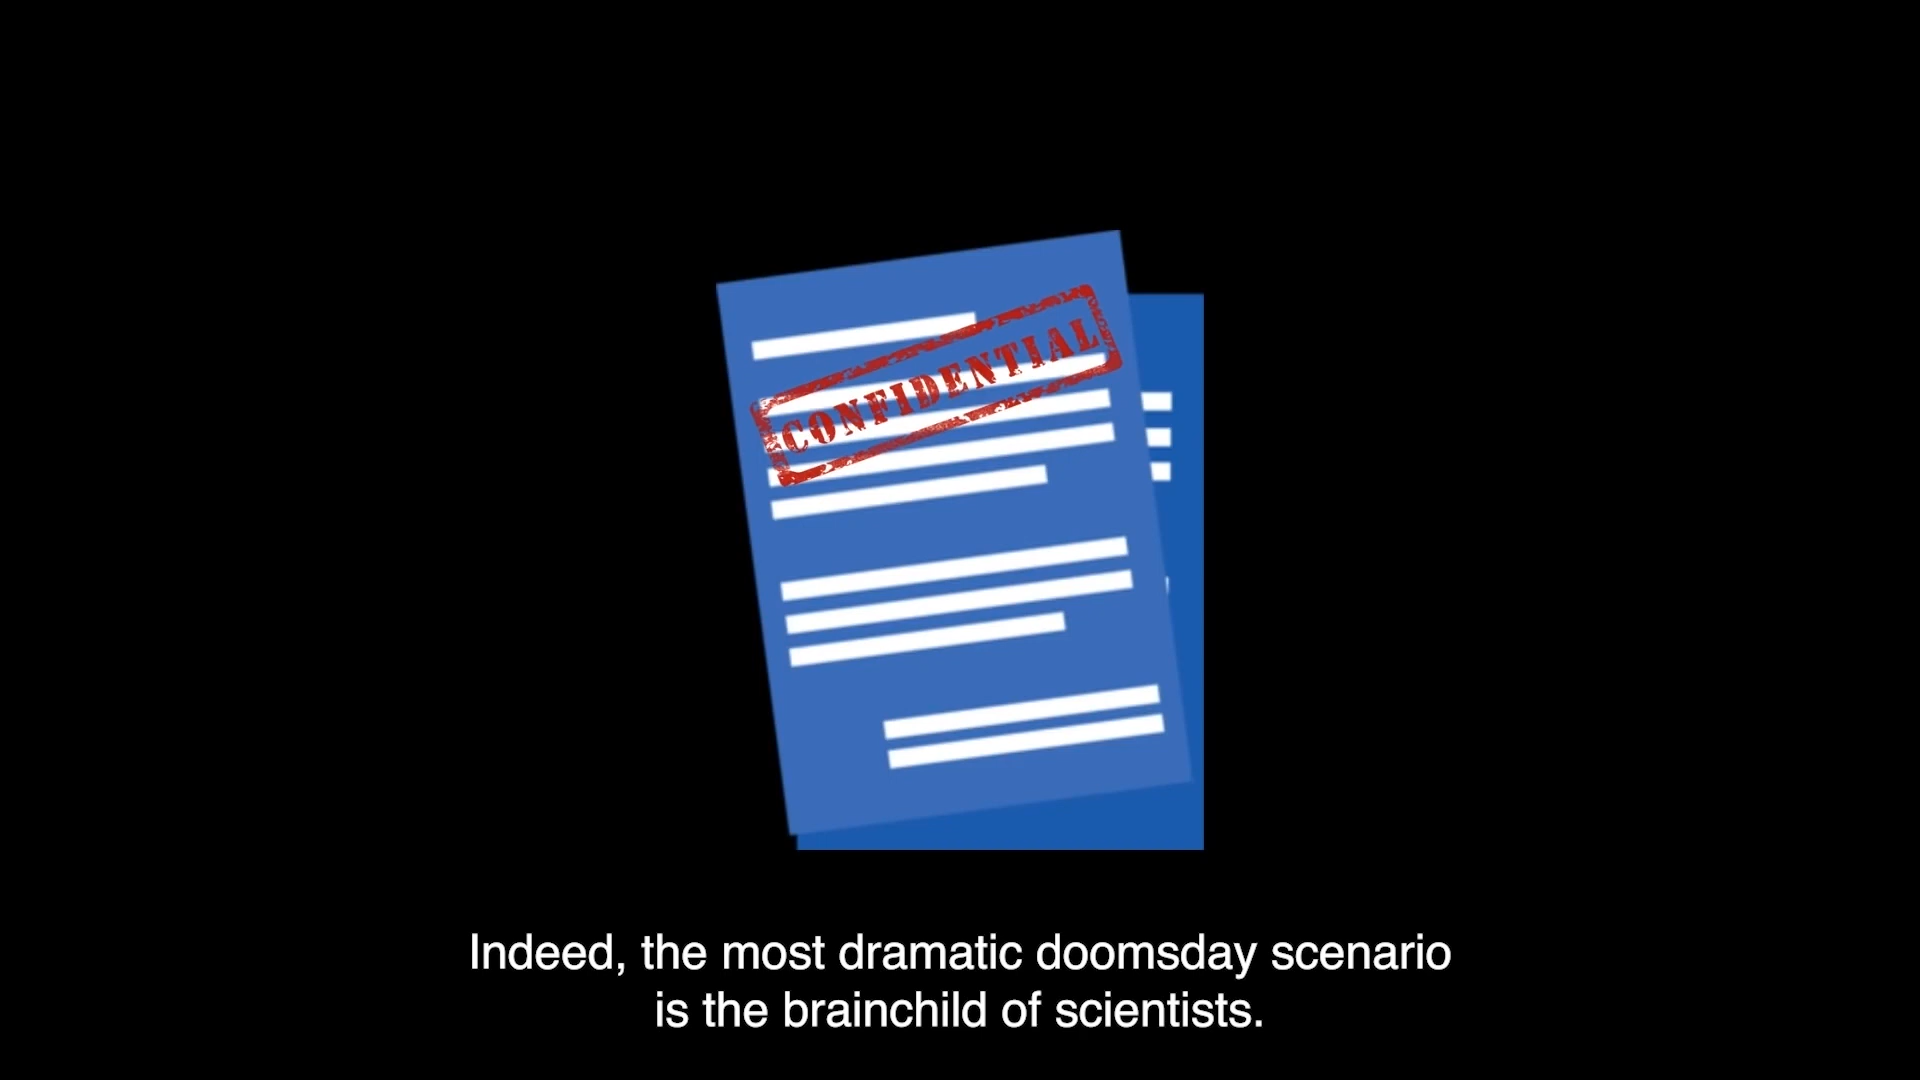 CONFIDENTIAL
Indeed, the most dramatic doomsday scenario
is the brainchild of scientists.